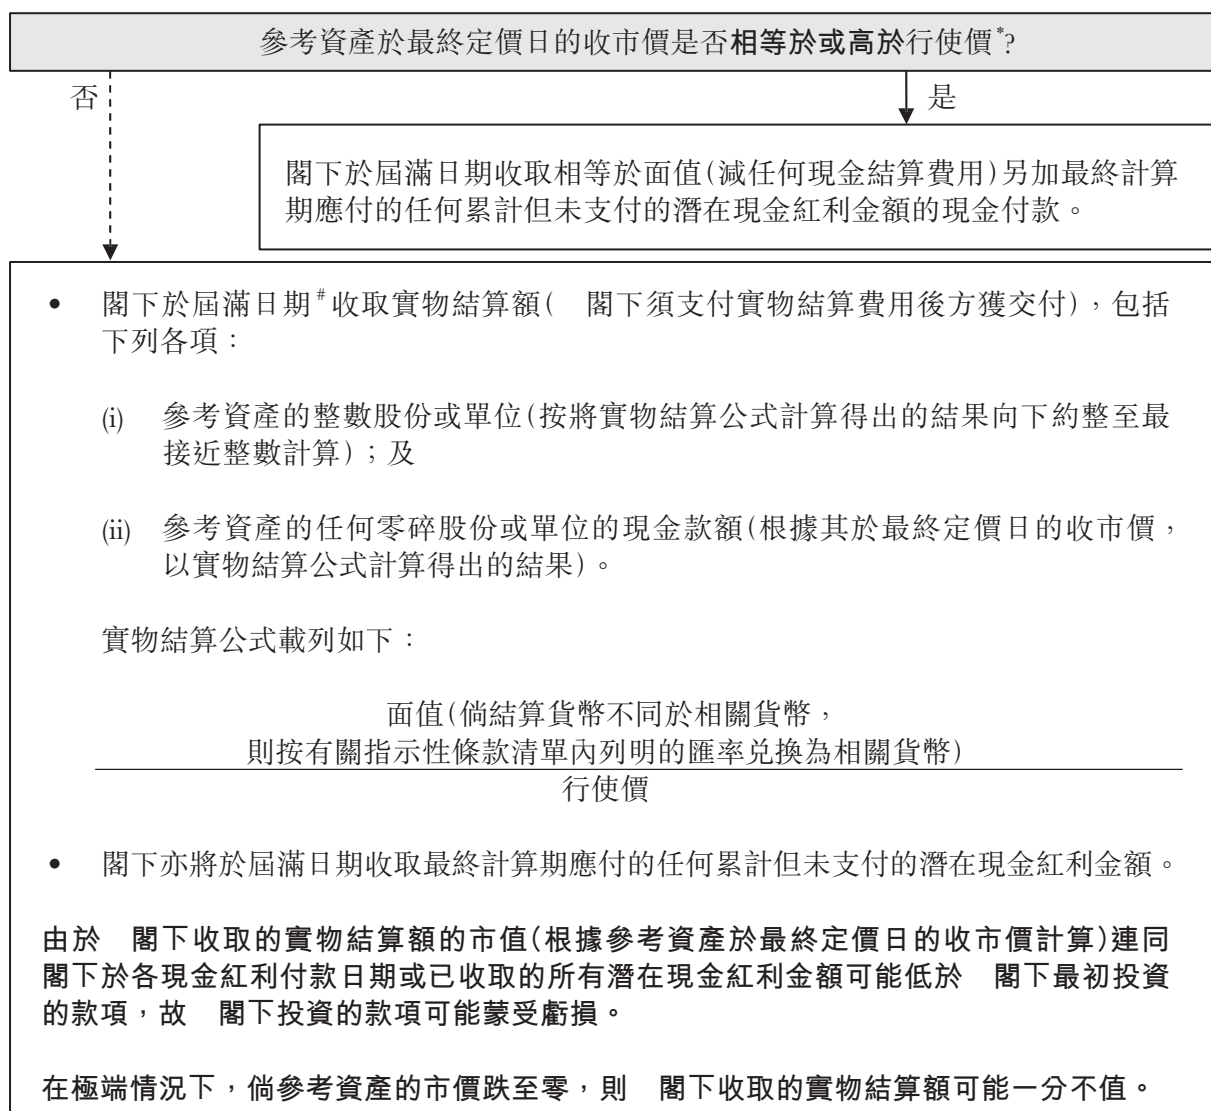 參考資產於最終定價日的收市價是否相等於或高於行使價*?
否
是
閣下於屆滿日期收取相等於面值(減任何現金結算費用)另加最終計算
期應付的任何累計但未支付的潛在現金紅利金額的現金付款。
• 閣下於屆滿日期#收取實物結算額( 閣下須支付實物結算費用後方獲交付),包括
下列各項:
(i) 參考資產的整數股份或單位(按將實物結算公式計算得出的結果向下約整至最
接近整數計算);及
(ii) 參考資產的任何零碎股份或單位的現金款額(根據其於最終定價日的收市價,
以實物結算公式計算得出的結果)。
實物結算公式載列如下:
面值(倘結算貨幣不同於相關貨幣,
則按有關指示性條款清單內列明的匯率兌換為相關貨幣)
行使價
• 閣下亦將於屆滿日期收取最終計算期應付的任何累計但未支付的潛在現金紅利金額。
由於 閣下收取的實物結算額的市值(根據參考資產於最終定價日的收市價計算)連同
閣下於各現金紅利付款日期或已收取的所有潛在現金紅利金額可能低於 閣下最初投資
的款項,故 閣下投資的款項可能蒙受虧損。
在極端情況下,倘參考資產的市價跌至零,則 閣下收取的實物結算額可能一分不值。